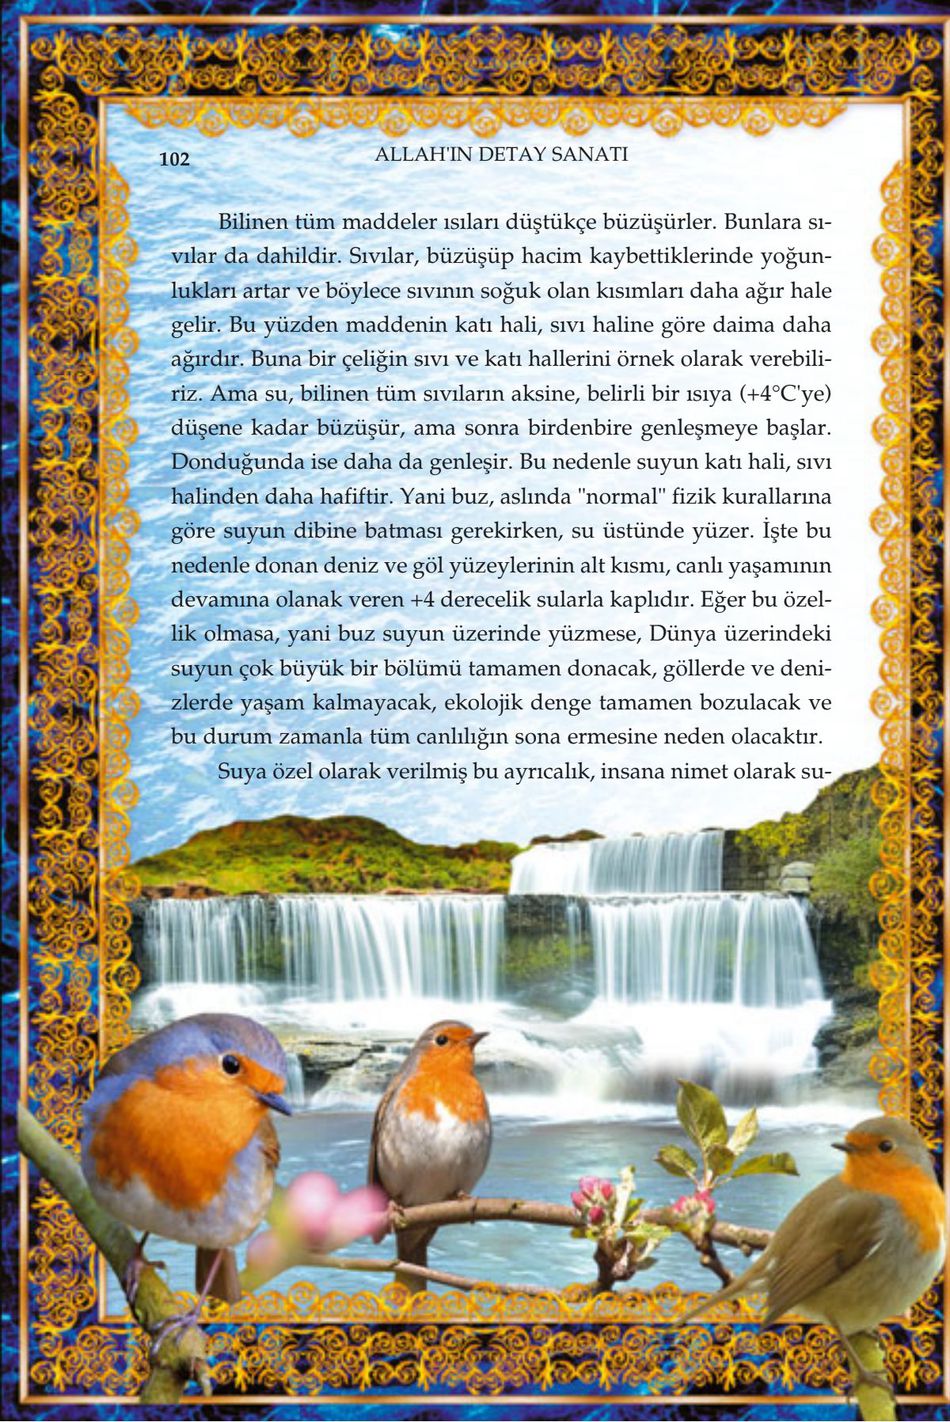 102
ALLAH'IN DETAY SANATI
Bilinen tüm maddeler ısıları düştükçe büzüşürler. Bunlara sı-
vılar da dahildir. Sıvılar, büzüşüp hacim kaybettiklerinde yoğun-
lukları artar ve böylece sıvının soğuk olan kısımları daha ağır hale
gelir. Bu yüzden maddenin katı hali, sıvı haline göre daima daha
ağırdır. Buna bir çeliğin sıvı ve katı hallerini örnek olarak verebili-
riz. Ama su, bilinen tüm sıvıların aksine, belirli bir ısıya (+4°C'ye)
düşene kadar büzüşür, ama sonra birdenbire genleşmeye başlar.
Donduğunda ise daha da genleşir. Bu nedenle suyun katı hali, sıvı
halinden daha hafiftir. Yani buz, aslında "normal" fizik kurallarına
göre suyun dibine batması gerekirken, su üstünde yüzer. İşte bu
nedenle donan deniz ve göl yüzeylerinin alt kısmı, canlı yaşamının
devamına olanak veren +4 derecelik sularla kaplıdır. Eğer bu özel-
lik olmasa, yani buz suyun üzerinde yüzmese, Dünya üzerindeki
suyun çok büyük bir bölümü tamamen donacak, göllerde ve deni-
zlerde yaşam kalmayacak, ekolojik denge tamamen bozulacak ve
bu durum zamanla tüm canlılığın sona ermesine neden olacaktır.
Suya özel olarak verilmiş bu ayrıcalık, insana nimet olarak su-